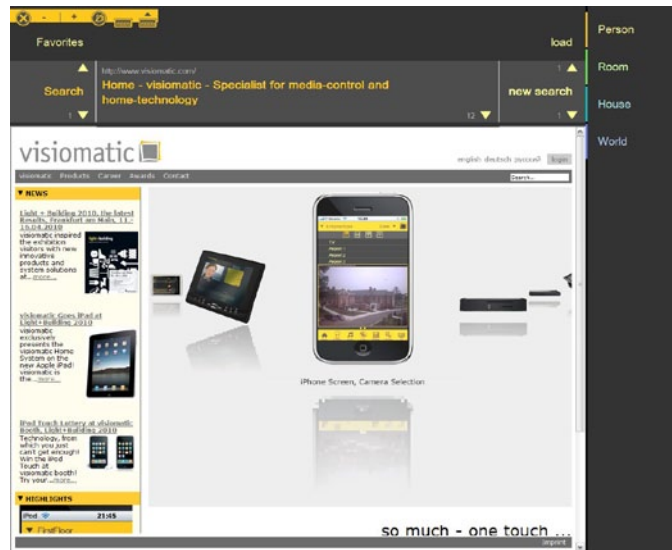 Favorites
load
Search
1
1
http://www.visiomatic.com/
Home - visiomatic - Specialist for media-control and
home-technology
12
1
new search
1
Person
Room
House
World
visiomatic
english deutsch русский login
visiomatic Products Career Awards Contact
Search...
NEWS
Light + Building 2010, the latest
Results, Frankfurt am Main, 11.-
16.04.2010
visiomatic inspired
the exhibition
visitors with new
innovative
products and
system solutions
at...more...
visiomatic Goes iPad at
Light+Building 2010
visiomatic
exclusively
presents the
visiomatic Home
System on the
new Apple iPad!
visiomatic is
the...more...
iPod Touch Lottery at visiomatic
Booth, Light+Building 2010
Technology, from
which you just
can't get enough!
Win the iPod
Touch at
visiomatic booth!
Try your...more...
HIGHLIGHTS
iPod 21:45
FirstFloor
iPhone Screen, Camera Selection
so much - one touch ...
Imprint